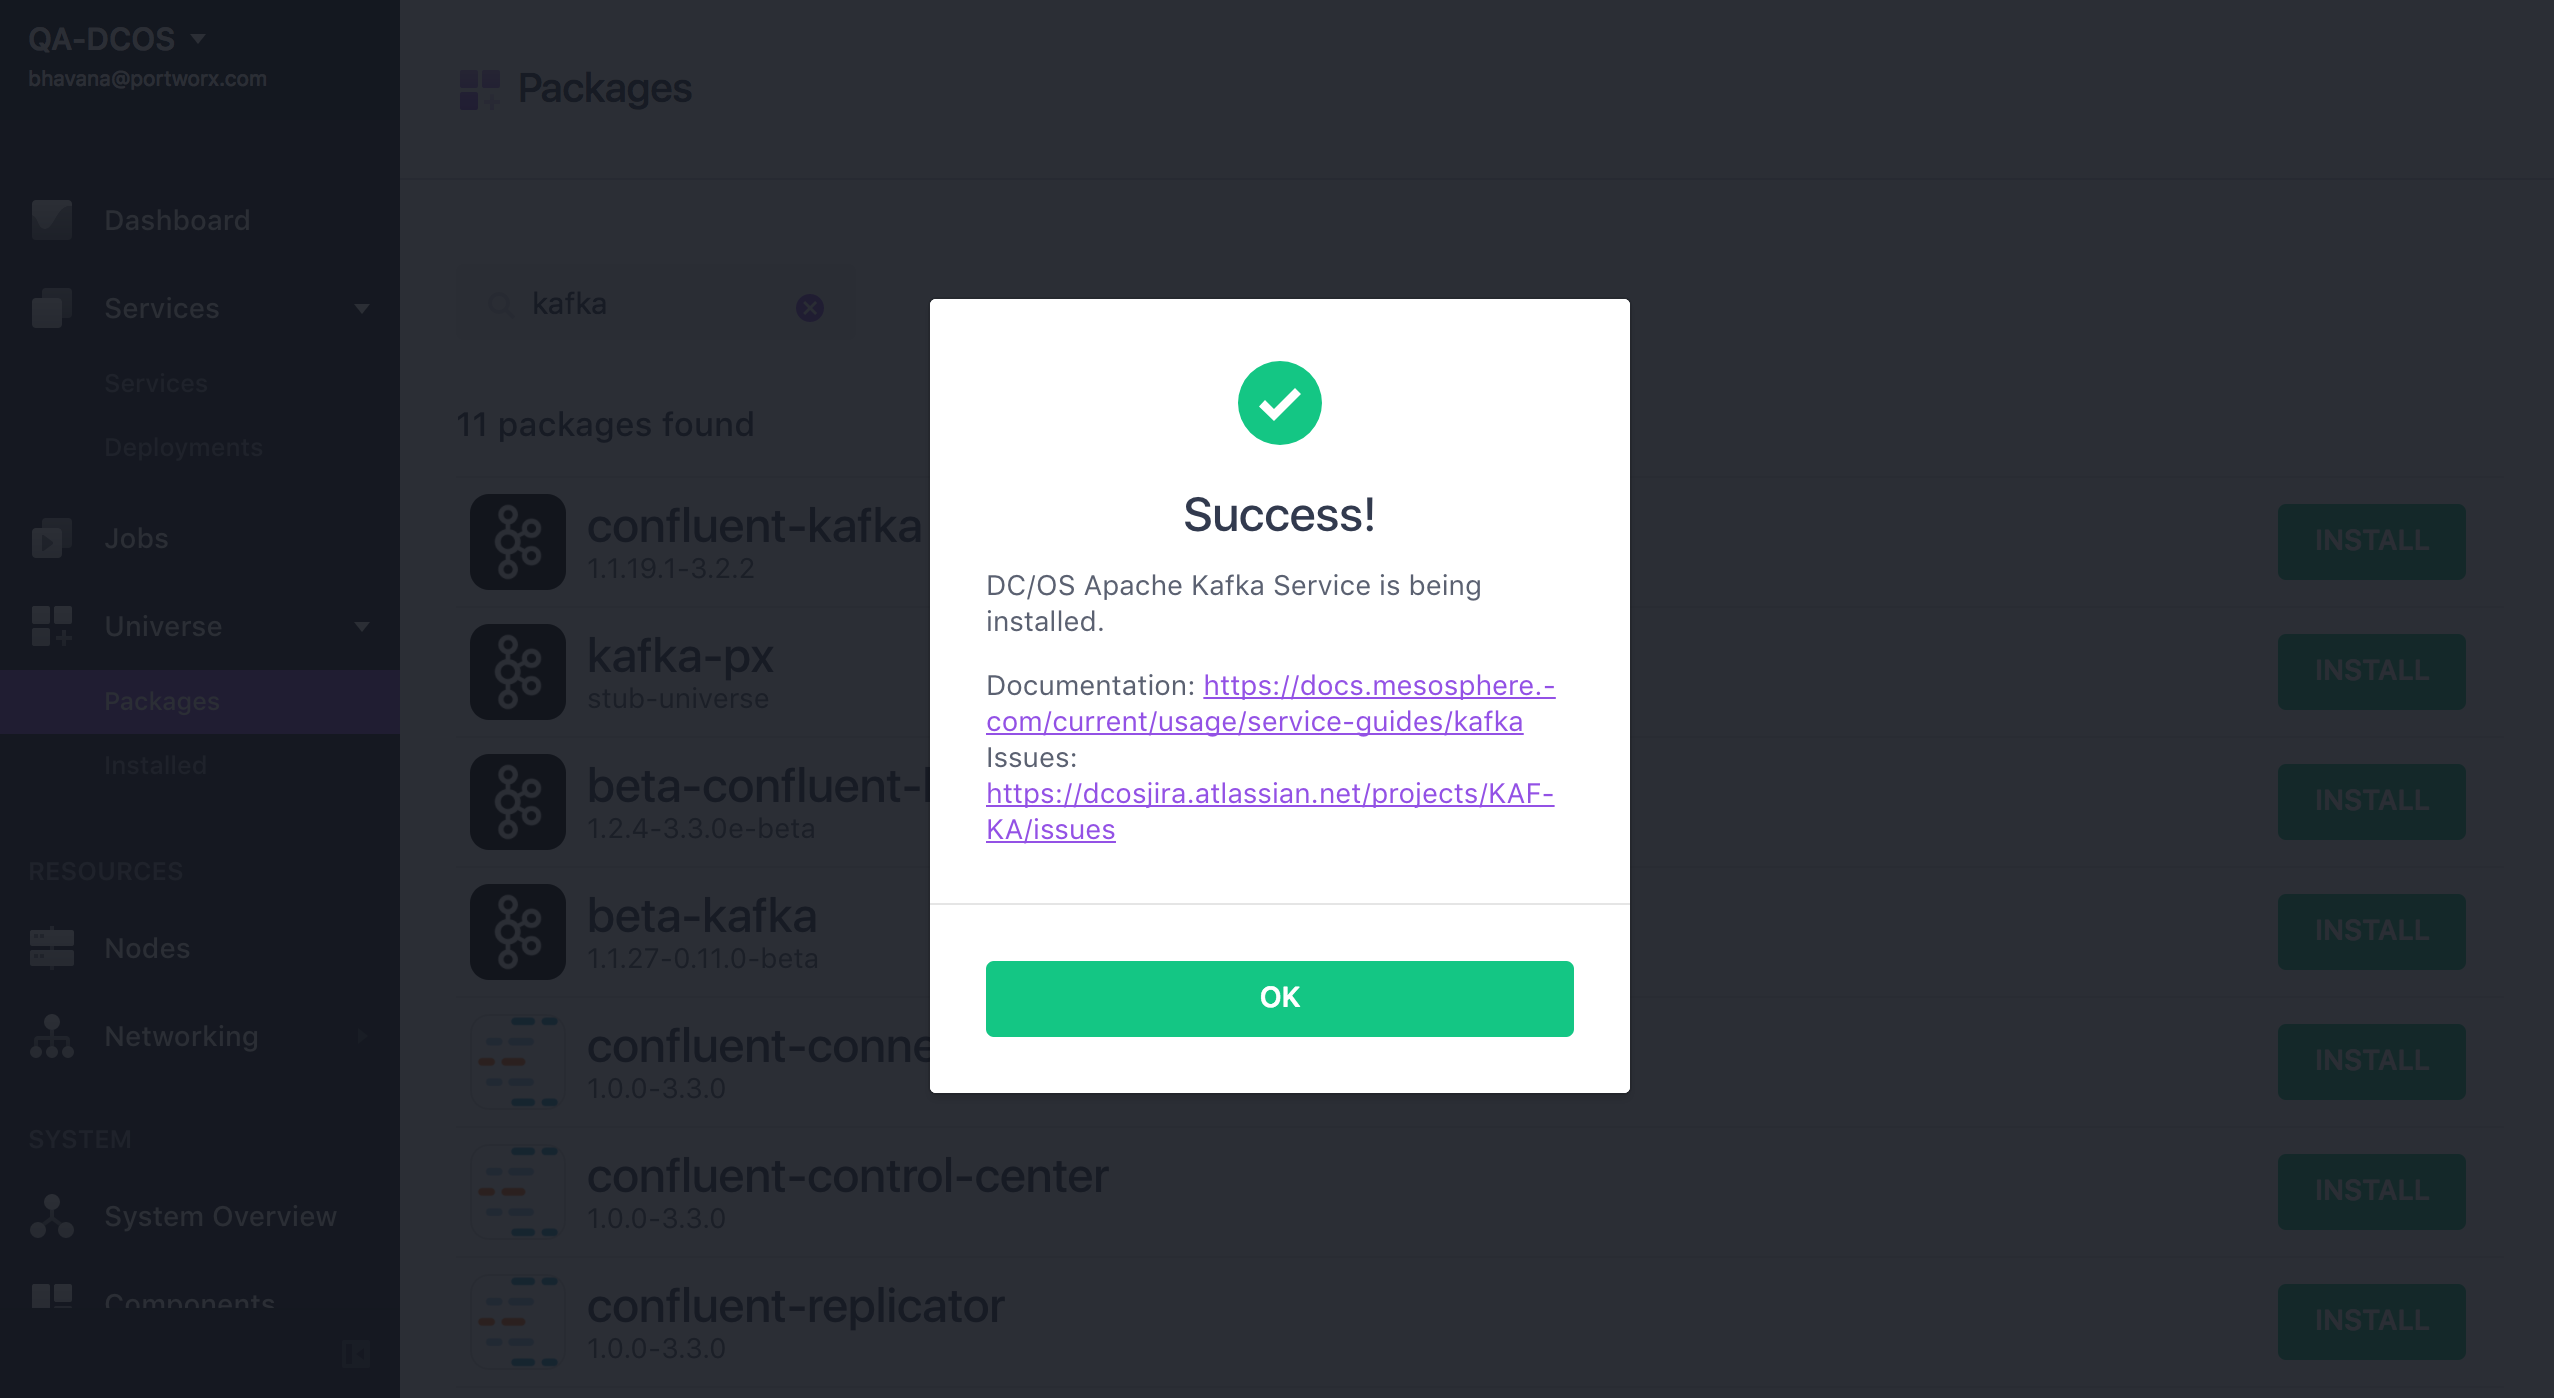 QA-DCOS
bhavana@portworx.com
Dashboard
Services
Services
Deployments
Jobs
Universe
Packages
Installed
RESOURCES
Nodes
Networking
SYSTEM
System Overview
Components
Packages
kafka
11 packages found
confluent-kafka
1.1.19.1-3.2.2
INSTALL
kafka-px
stub-universe
INSTALL
beta-confluent-
1.2.4-3.3.0e-beta
INSTALL
beta-kafka
1.1.27-0.11.0-beta
INSTALL
confluent-conne
1.0.0-3.3.0
INSTALL
confluent-control-center
1.0.0-3.3.0
INSTALL
confluent-replicator
1.0.0-3.3.0
INSTALL
Success!
DC/OS Apache Kafka Service is being
installed.
Documentation: https://docs.mesosphere.-
com/current/usage/service-guides/kafka
Issues:
https://dcosjira.atlassian.net/projects/KAF-
KA/issues
OK